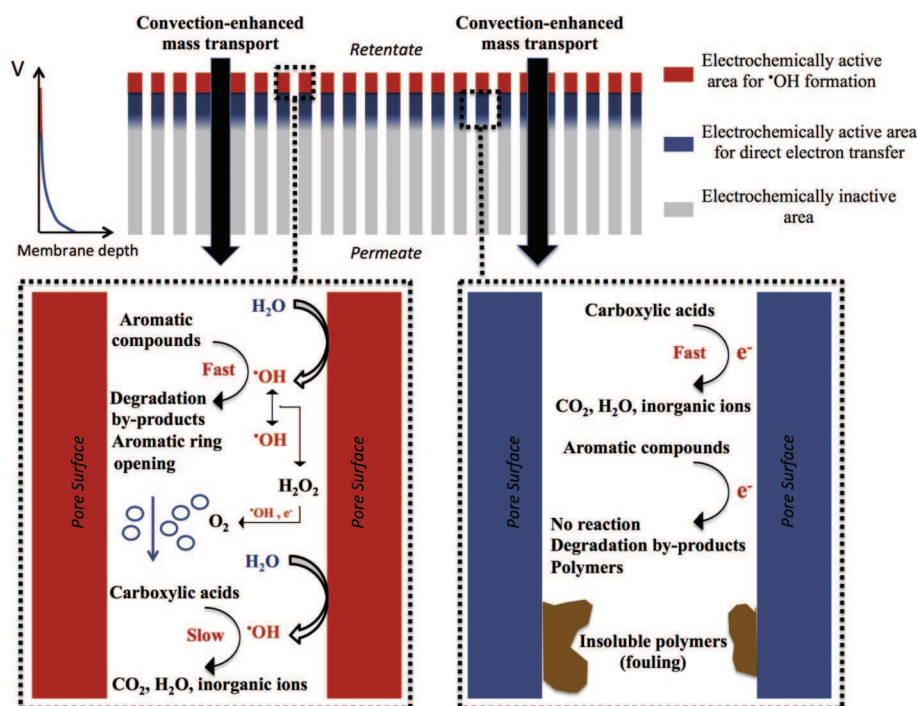 Convection-enhanced
mass transport
Retentate
Convection-enhanced
mass transport
V
Membrane depth
Permeate
Electrochemically active
area for •OH formation
Electrochemically active area
for direct electron transfer
Electrochemically inactive
area
Pore Surface
H₂O
Aromatic
compounds
Fast
•OH
Degradation
by-products
Aromatic ring
opening
•OH
H₂O₂
•OH , e⁻
O₂
H₂O
Carboxylic acids
Slow
•OH
CO₂, H₂O, inorganic ions
Pore Surface
Pore Surface
Carboxylic acids
Fast e⁻
CO₂, H₂O, inorganic ions
Aromatic compounds
e⁻
No reaction
Degradation by-products
Polymers
Insoluble polymers
(fouling)
Pore Surface